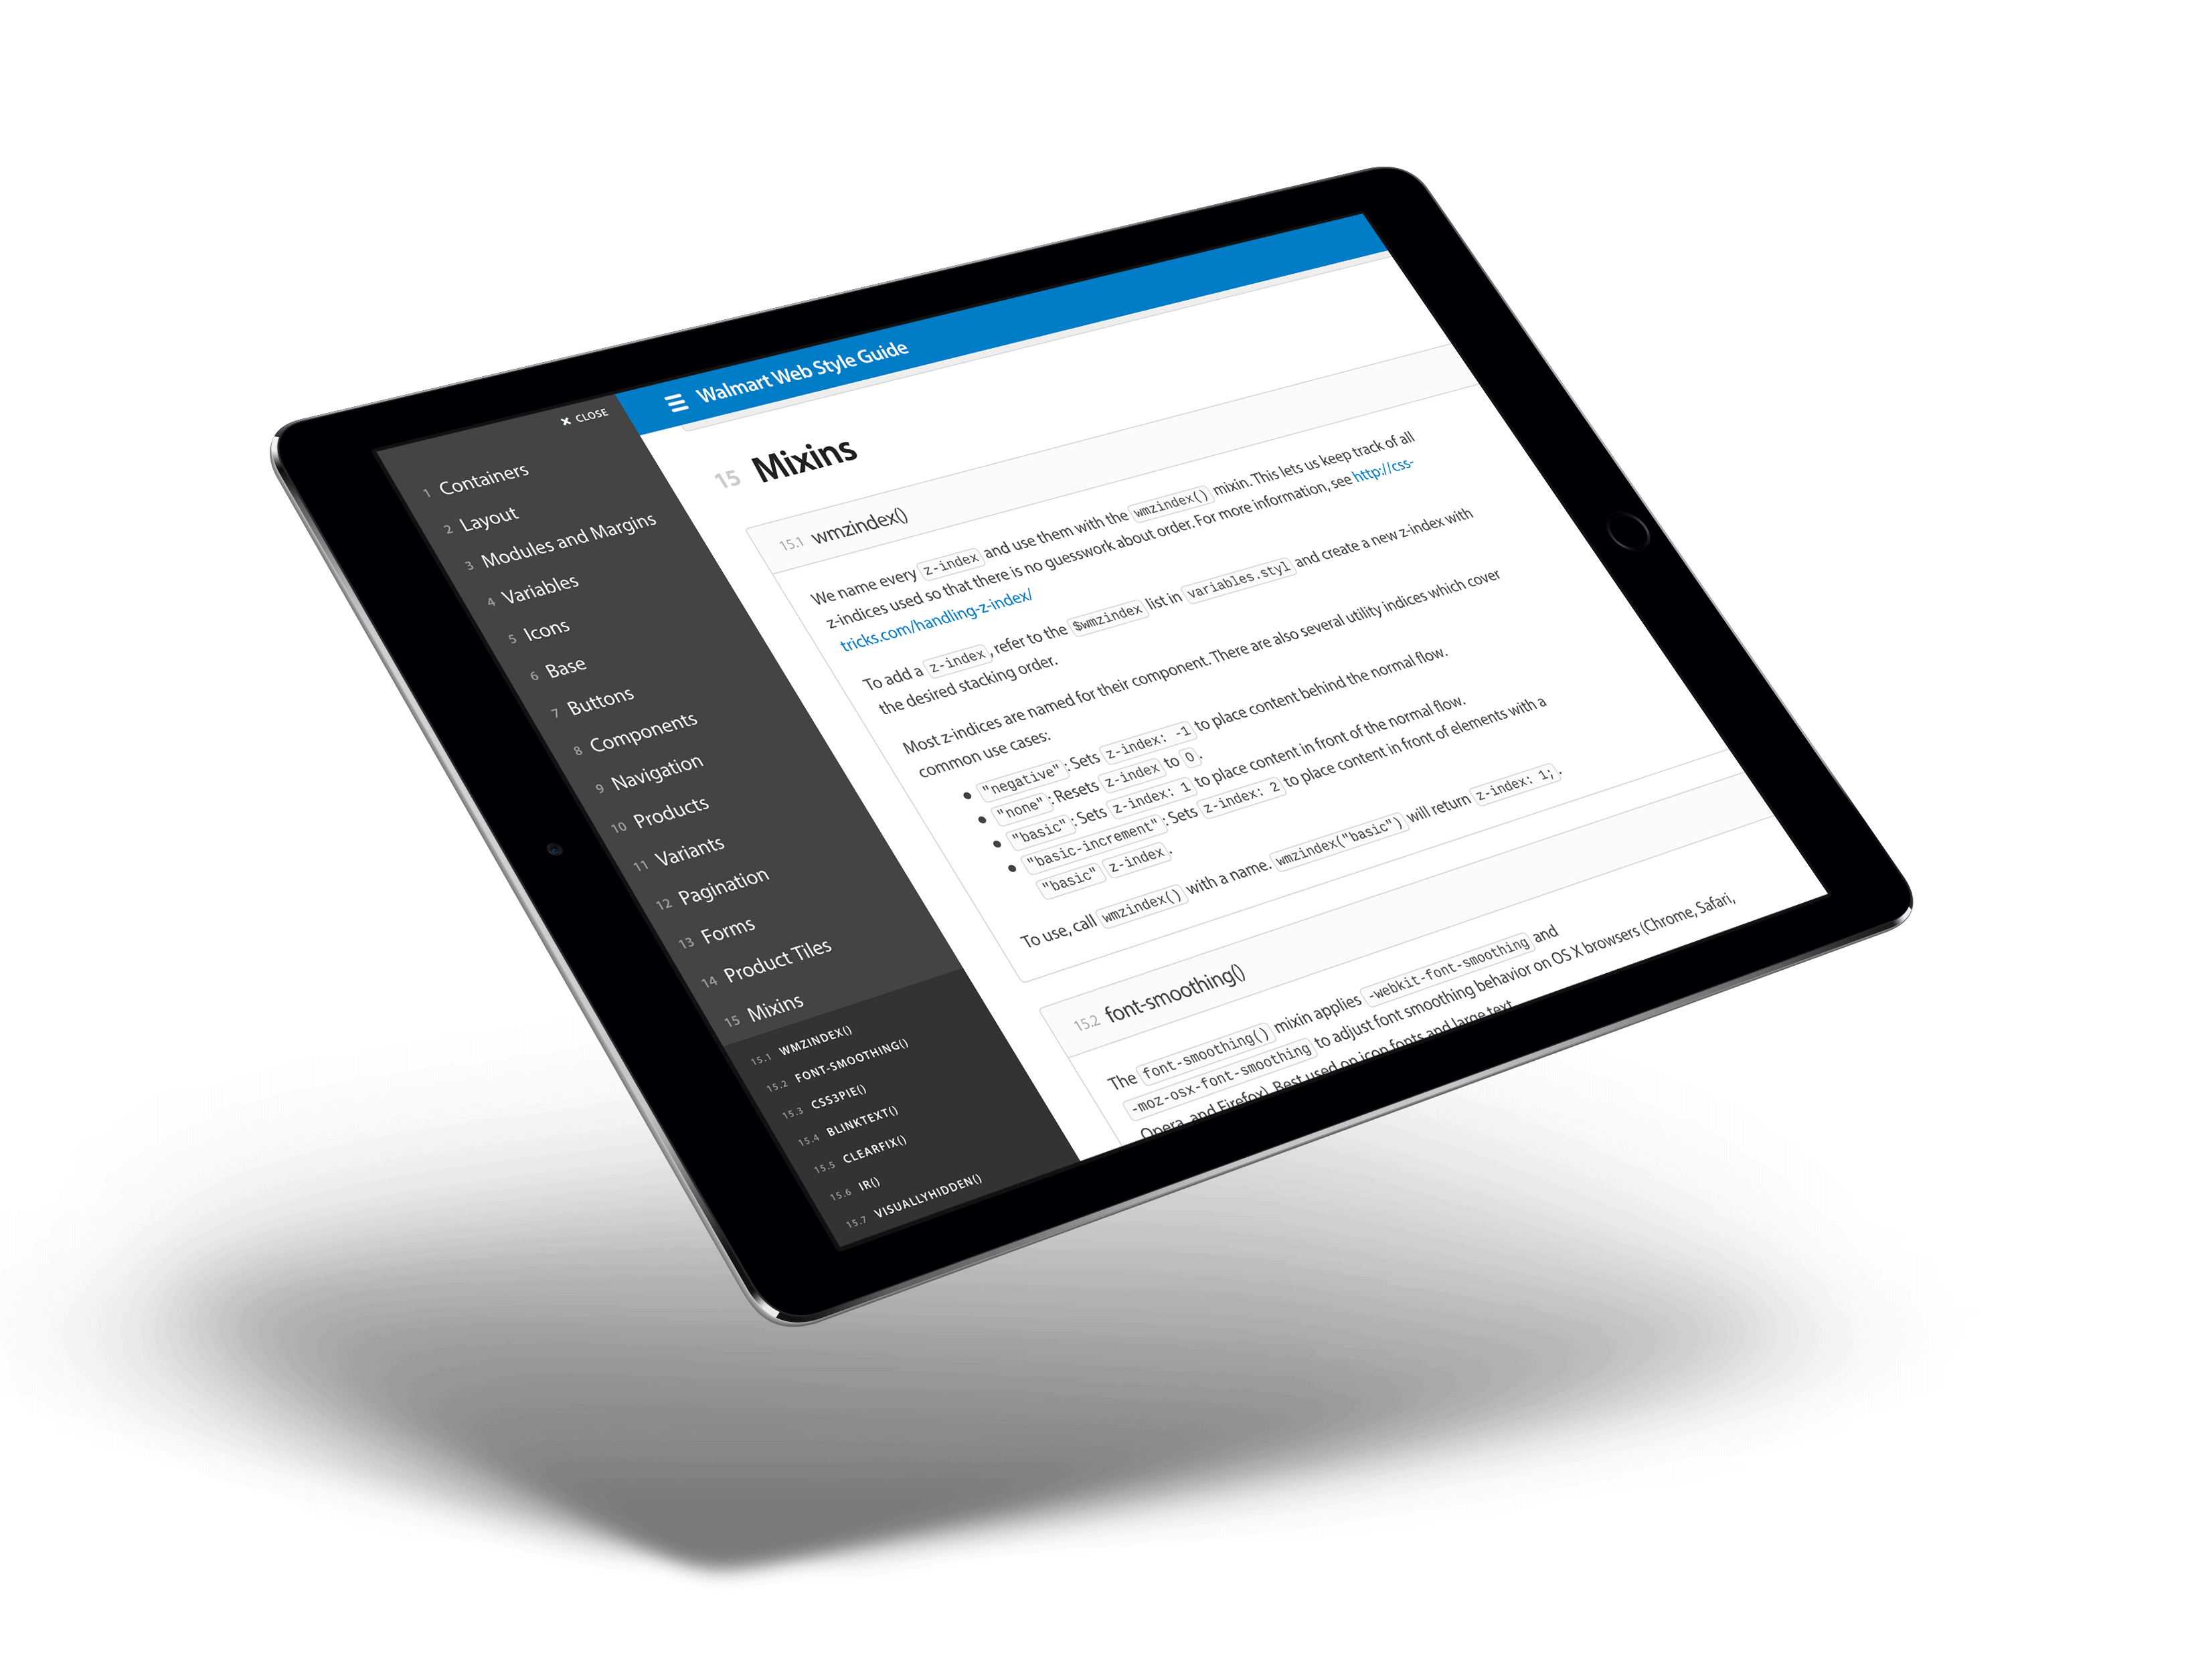 ✕ CLOSE
1 Containers
2 Layout
3 Modules and Margins
4 Variables
5 Icons
6 Base
7 Buttons
8 Components
9 Navigation
10 Products
11 Variants
12 Pagination
13 Forms
14 Product Tiles
15 Mixins
15.1 WMZINDEX()
15.2 FONT-SMOOTHING()
15.3 CSS3PIE()
15.4 BLINKTEXT()
15.5 CLEARFIX()
15.6 IR()
15.7 VISUALLYHIDDEN()
Walmart Web Style Guide
15 Mixins
15.1 wmzindex()
We name every z-index and use them with the wmzindex() mixin. This lets us keep track of all
z-indices used so that there is no guesswork about order. For more information, see http://css-
tricks.com/handling-z-index/
To add a z-index, refer to the $wmzindex list in variables.styl and create a new z-index with
the desired stacking order.
Most z-indices are named for their component. There are also several utility indices which cover
common use cases:
• "negative": Sets z-index: -1 to place content behind the normal flow.
• "none": Resets z-index to 0.
• "basic": Sets z-index: 1 to place content in front of the normal flow.
• "basic-increment": Sets z-index: 2 to place content in front of elements with a
"basic" z-index.
To use, call wmzindex() with a name. wmzindex("basic") will return z-index: 1;.
15.2 font-smoothing()
The font-smoothing() mixin applies -webkit-font-smoothing and
-moz-osx-font-smoothing to adjust font smoothing behavior on OS X browsers (Chrome, Safari,
Opera, and Firefox). Best used on icon fonts and large text